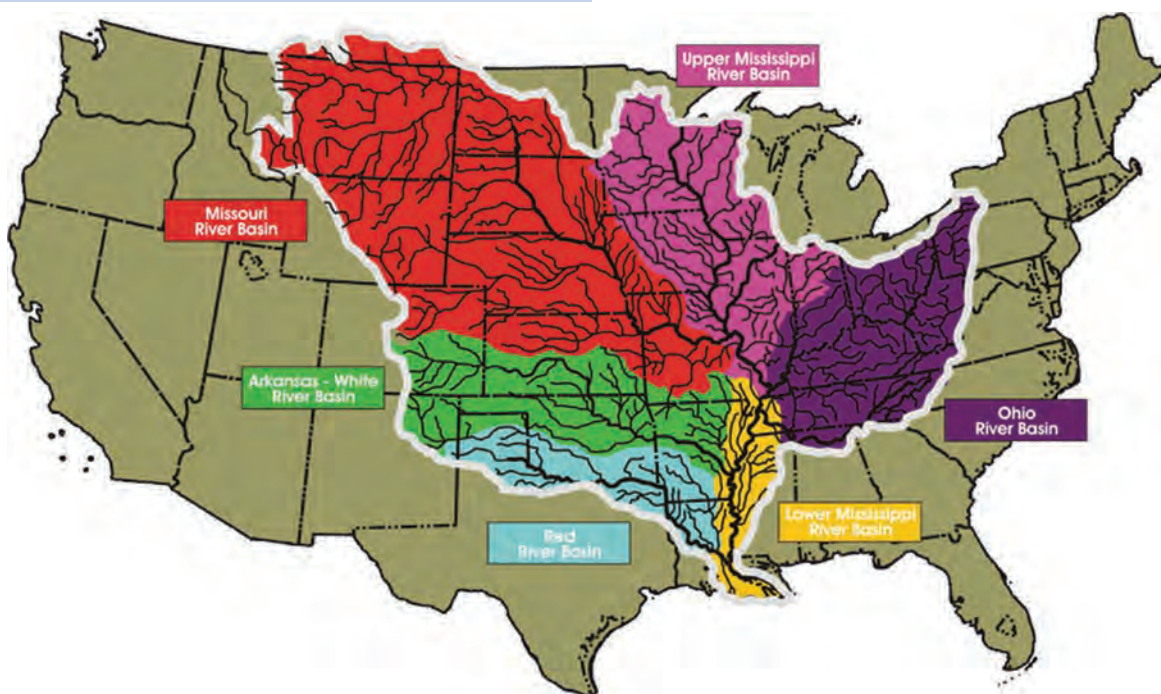 Upper Mississippi
River Basin
Missouri
River Basin
Arkansas - White
River Basin
Ohio
River Basin
Lower Mississippi
River Basin
Red
River Basin